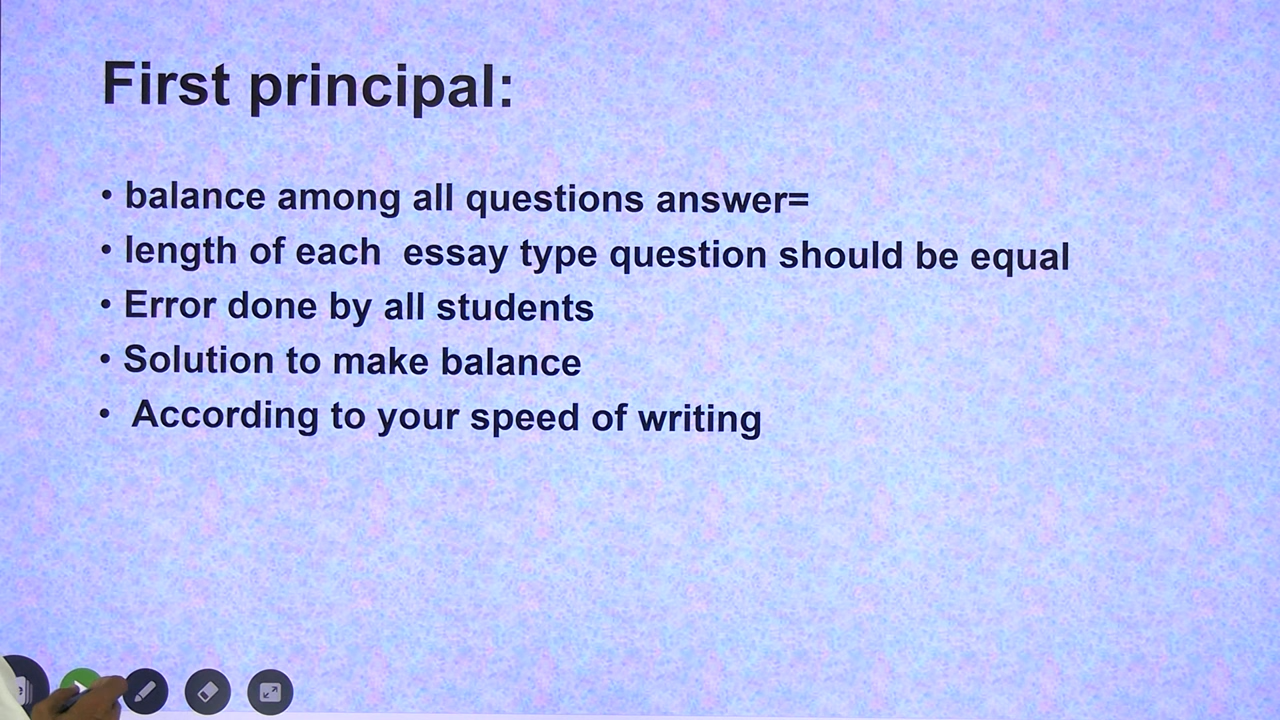 First principal:
• balance among all questions answer=
• length of each essay type question should be equal
• Error done by all students
• Solution to make balance
• According to your speed of writing